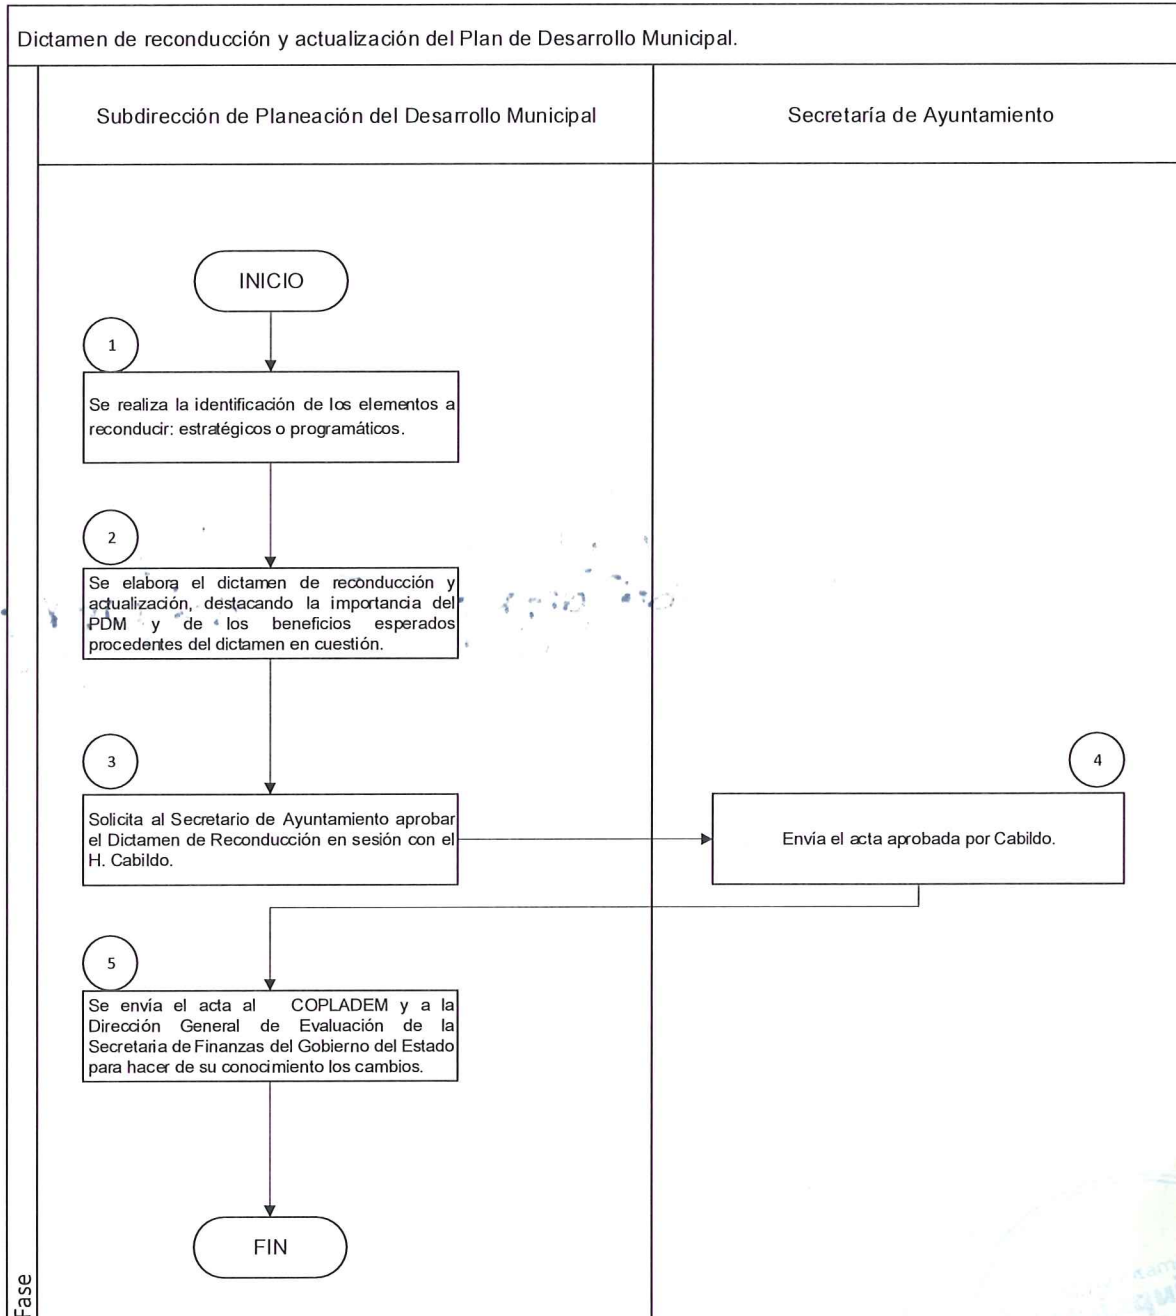 Dictamen de reconducción y actualización del Plan de Desarrollo Municipal.
Subdirección de Planeación del Desarrollo Municipal
Secretaría de Ayuntamiento
INICIO
1
Se realiza la identificación de los elementos a
reconducir: estratégicos o programáticos.
2
Se elabora el dictamen de reconducción y
actualización, destacando la importancia del
PDM y de los beneficios esperados
procedentes del dictamen en cuestión.
3
Solicita al Secretario de Ayuntamiento aprobar
el Dictamen de Reconducción en sesión con el
H. Cabildo.
4
Envía el acta aprobada por Cabildo.
5
Se envía el acta al COPLADEM y a la
Dirección General de Evaluación de la
Secretaria de Finanzas del Gobierno del Estado
para hacer de su conocimiento los cambios.
FIN
Fase